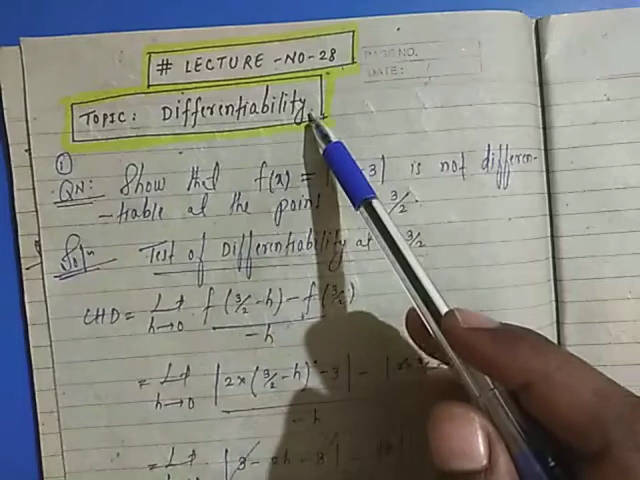 # LECTURE-NO-28
PAGE NO.
DATE: /
TOPIC: Differentiability.
①
QN: Show that f(x) = 3| is not differen-
-tiable at the point 3/2.
Soln Test of Differentiability at 3/2
LHD = Lt h→0 f(3/2-h)-f(3/2) / -h
= Lt h→0 |2×(3/2-h)-3| - / -h
= Lt |3-2h-3| -